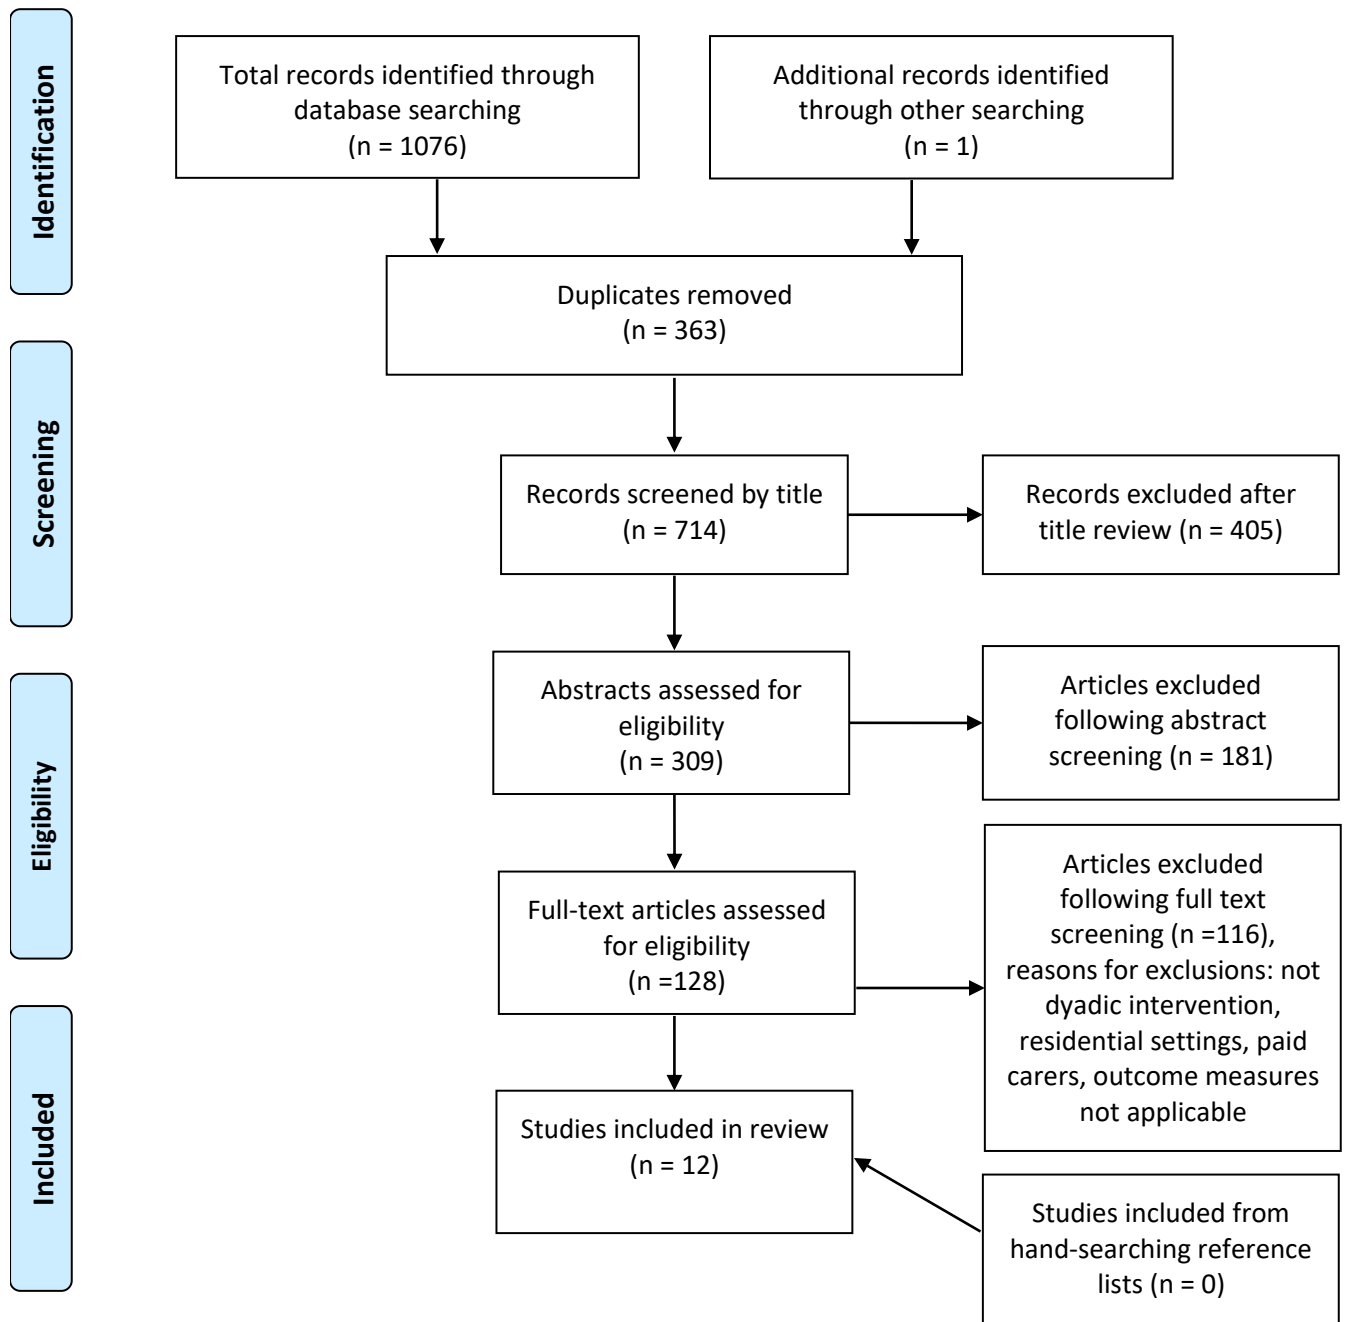 Identification
Total records identified through
database searching
(n = 1076)
Additional records identified
through other searching
(n = 1)
Duplicates removed
(n = 363)
Screening
Records screened by title
(n = 714)
Records excluded after
title review (n = 405)
Eligibility
Abstracts assessed for
eligibility
(n = 309)
Articles excluded
following abstract
screening (n = 181)
Full-text articles assessed
for eligibility
(n =128)
Articles excluded
following full text
screening (n =116),
reasons for exclusions: not
dyadic intervention,
residential settings, paid
carers, outcome measures
not applicable
Included
Studies included in review
(n = 12)
Studies included from
hand-searching reference
lists (n = 0)